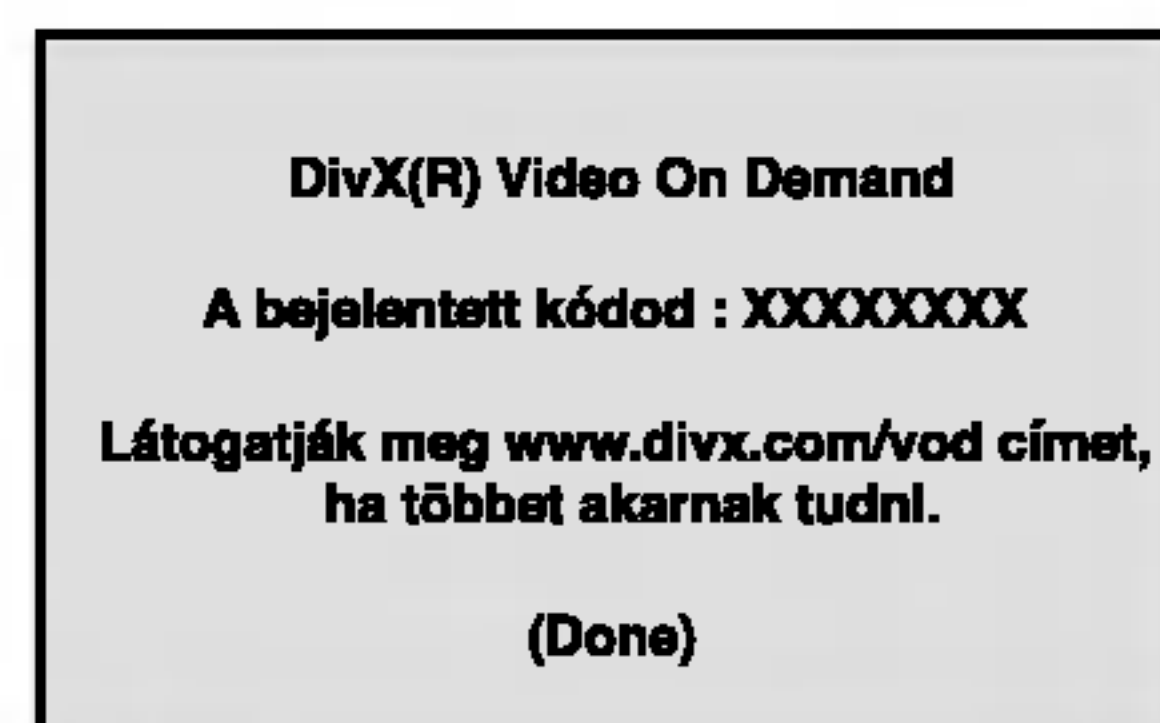 DivX(R) Video On Demand
A bejelentett kódod : XXXXXXXX
Látogatják meg www.divx.com/vod címet,
ha többet akarnak tudni.
(Done)